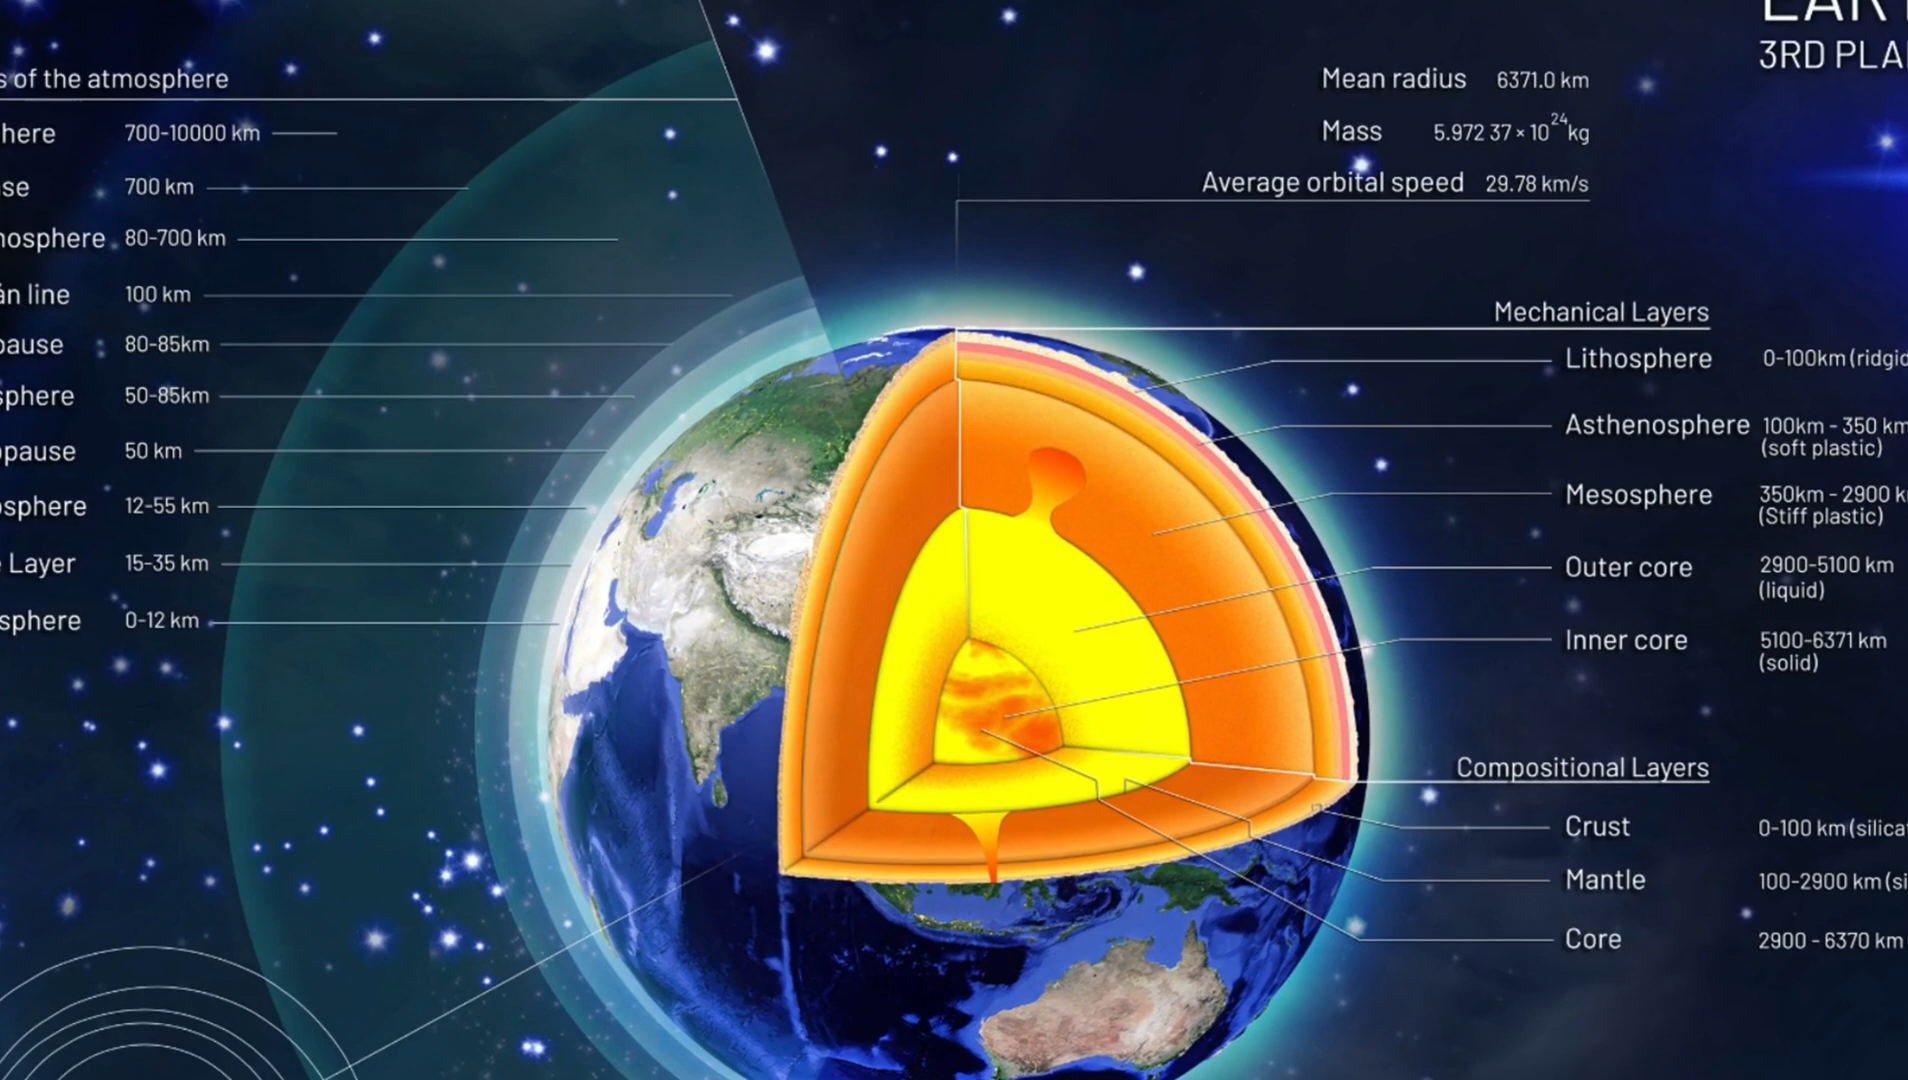 s of the atmosphere
here 700-10000 km
se 700 km
nosphere 80-700 km
án line 100 km
pause 80-85km
sphere 50-85km
opause 50 km
osphere 12-55 km
Layer 15-35 km
sphere 0-12 km
Mean radius 6371.0 km
Mass 5.972 37 × 10²⁴kg
Average orbital speed 29.78 km/s
EAR
3RD PLA
Mechanical Layers
Lithosphere 0-100km (ridgid
Asthenosphere 100km - 350 km
(soft plastic)
Mesosphere 350km - 2900 k
(Stiff plastic)
Outer core 2900-5100 km
(liquid)
Inner core 5100-6371 km
(solid)
Compositional Layers
Crust 0-100 km (silica
Mantle 100-2900 km (si
Core 2900 - 6370 km